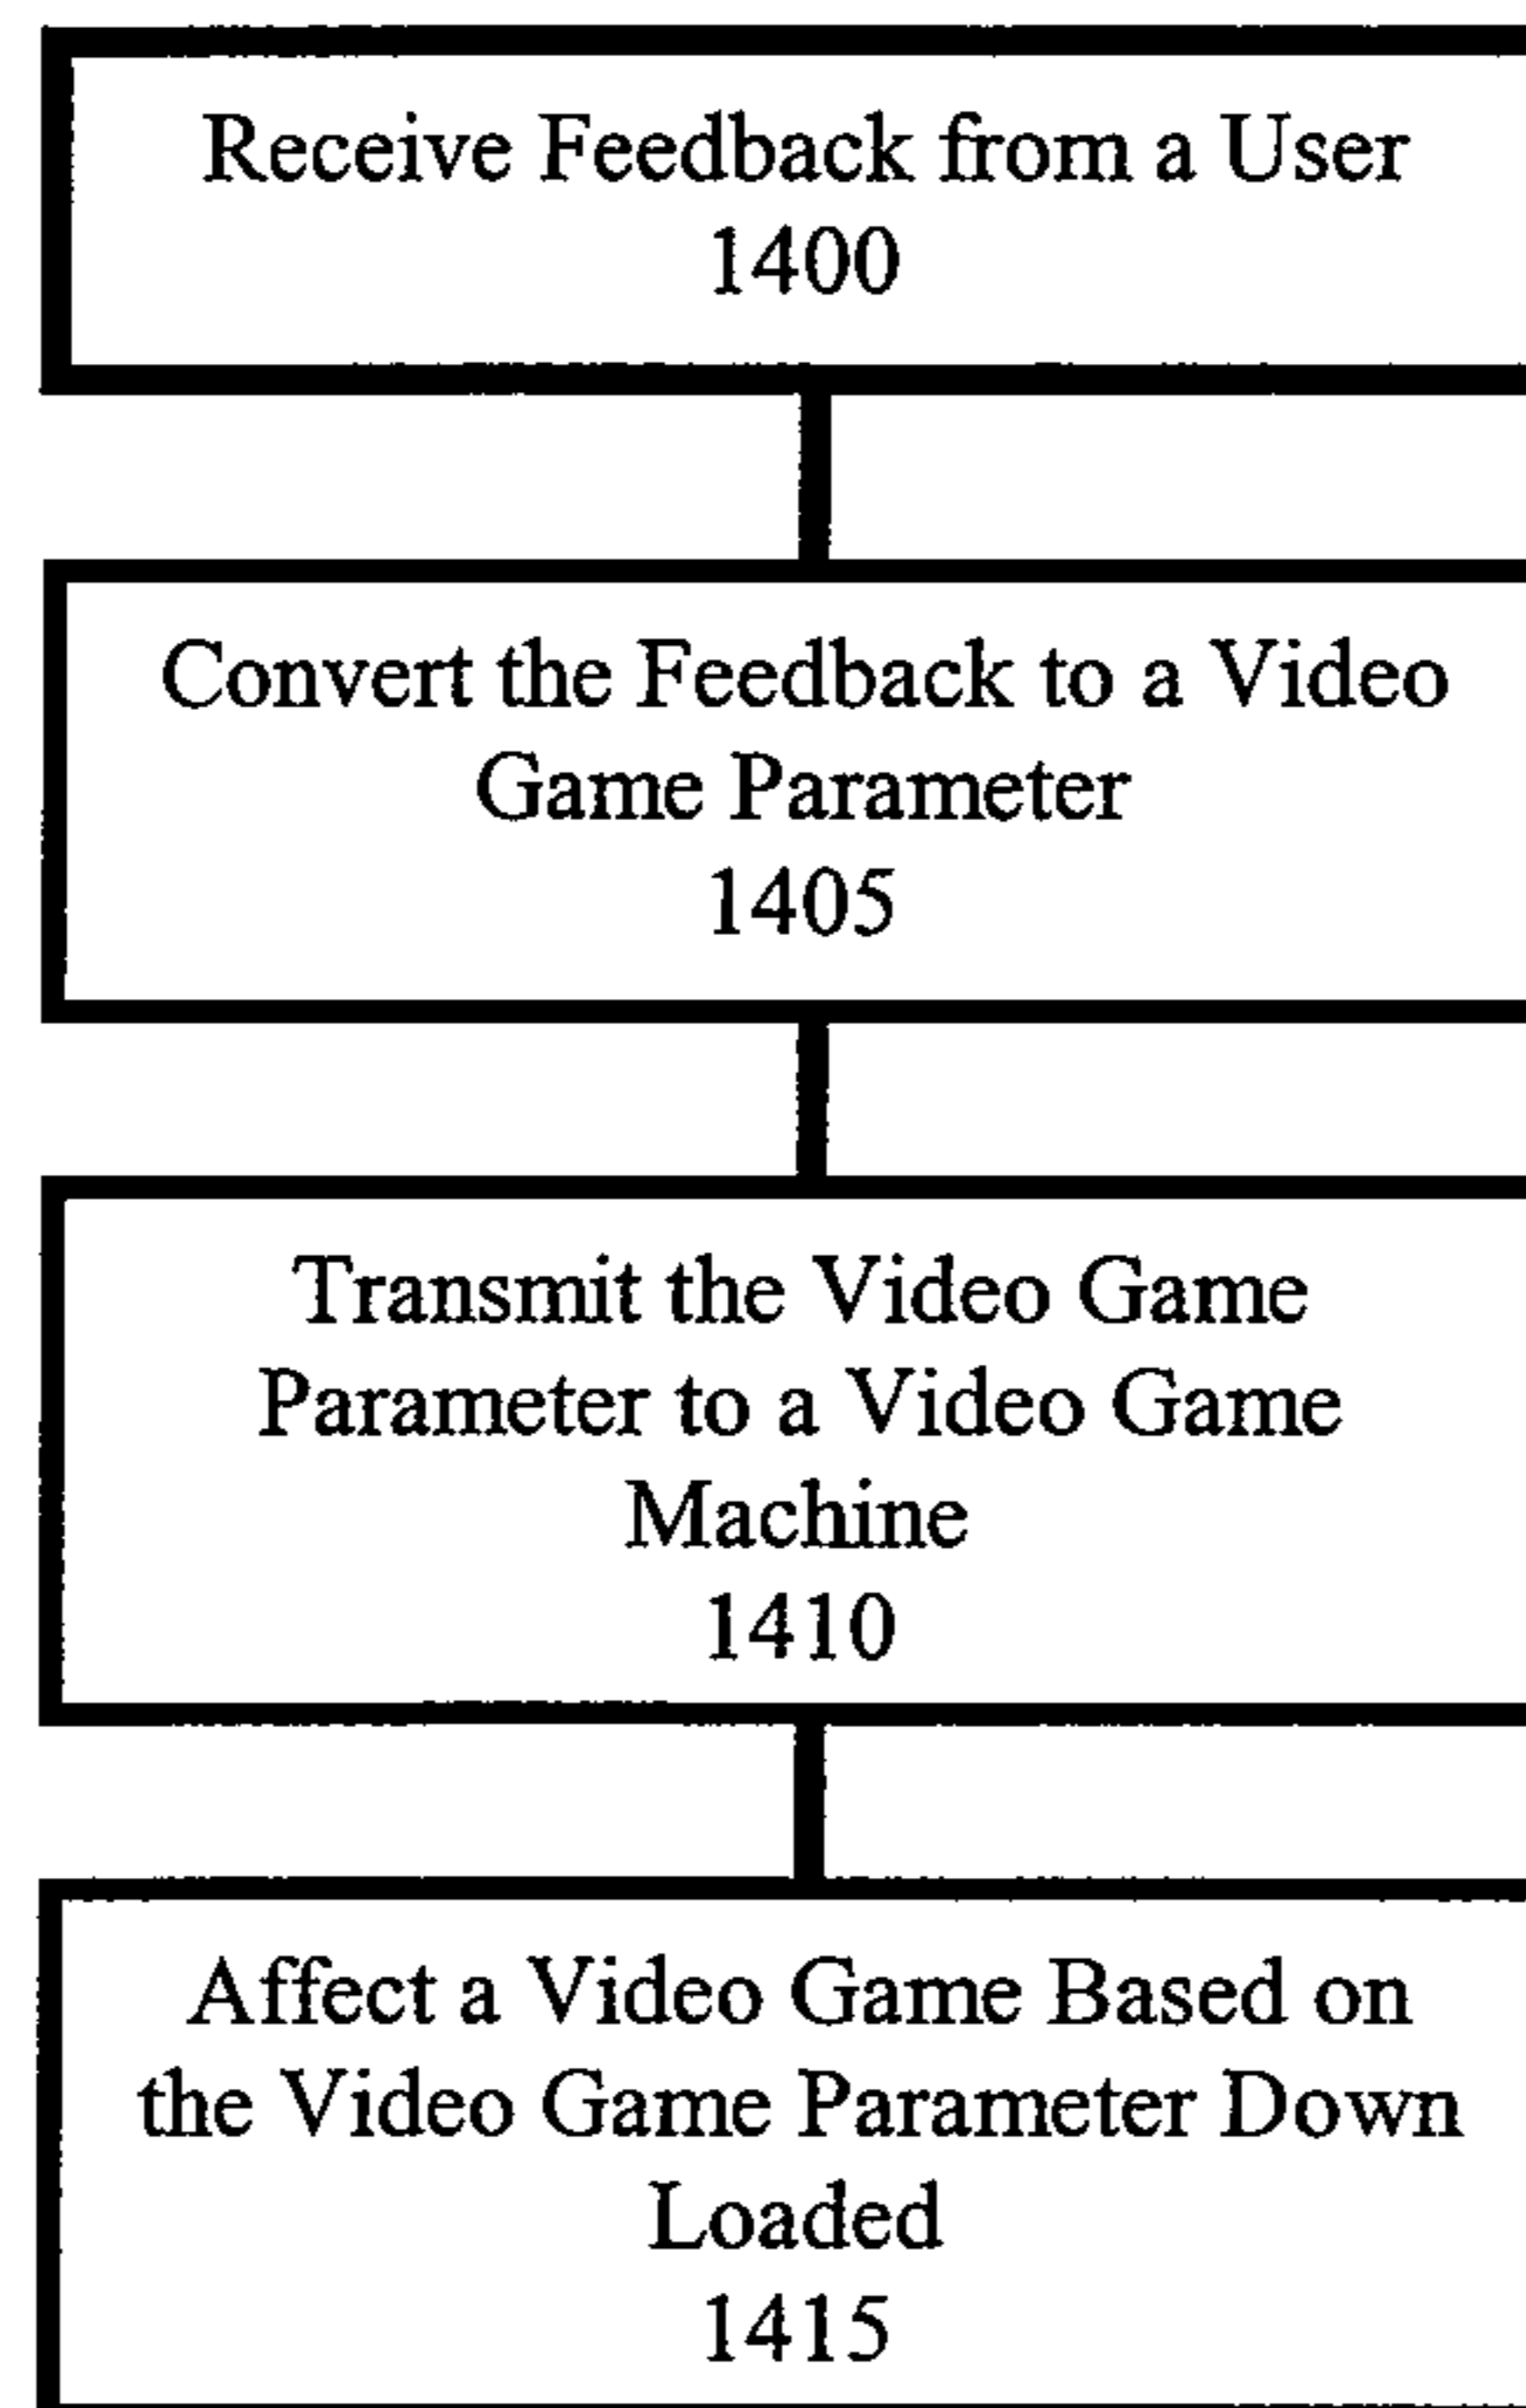 Receive Feedback from a User
1400
Convert the Feedback to a Video
Game Parameter
1405
Transmit the Video Game
Parameter to a Video Game
Machine
1410
Affect a Video Game Based on
the Video Game Parameter Down
Loaded
1415